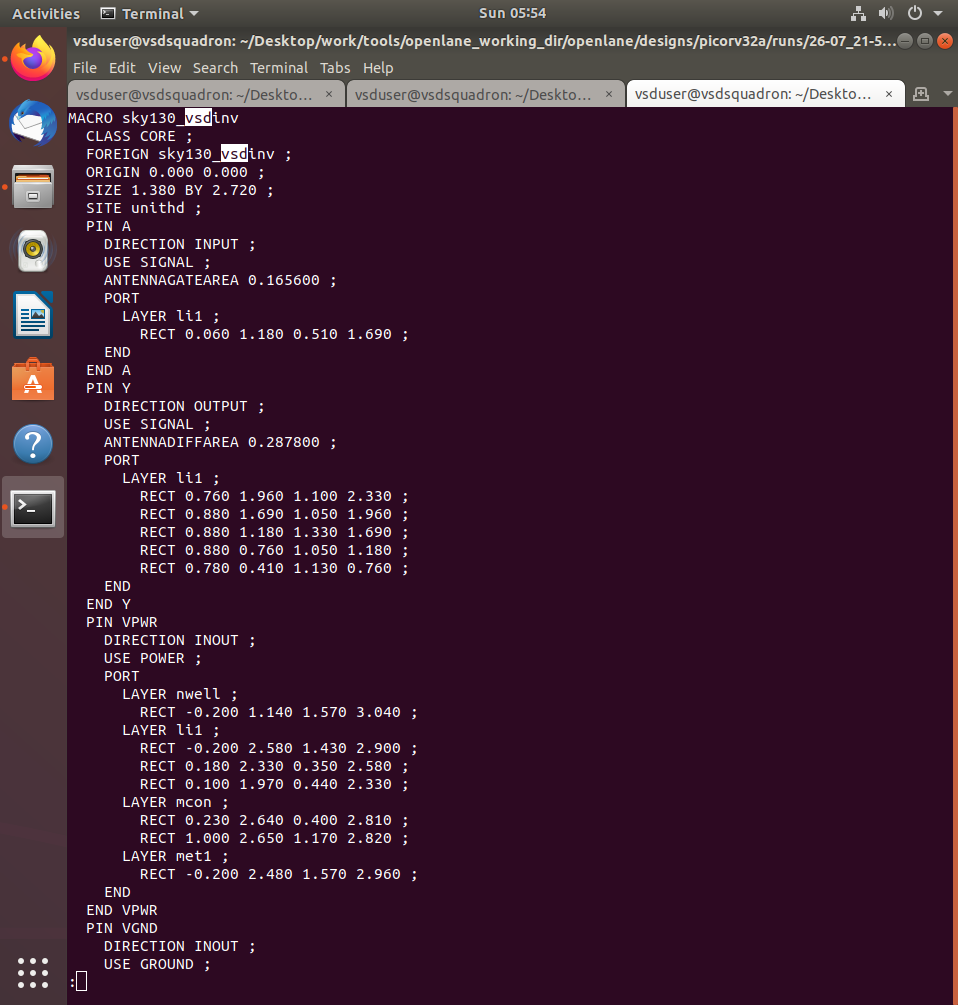 Activities Terminal Sun 05:54
vsduser@vsdsquadron: ~/Desktop/work/tools/openlane_working_dir/openlane/designs/picorv32a/runs/26-07_21-5...
File Edit View Search Terminal Tabs Help
vsduser@vsdsquadron: ~/Deskto... × vsduser@vsdsquadron: ~/Deskto... × vsduser@vsdsquadron: ~/Deskto... ×
MACRO sky130_vsdinv
  CLASS CORE ;
  FOREIGN sky130_vsdinv ;
  ORIGIN 0.000 0.000 ;
  SIZE 1.380 BY 2.720 ;
  SITE unithd ;
  PIN A
    DIRECTION INPUT ;
    USE SIGNAL ;
    ANTENNAGATEAREA 0.165600 ;
    PORT
      LAYER li1 ;
        RECT 0.060 1.180 0.510 1.690 ;
    END
  END A
  PIN Y
    DIRECTION OUTPUT ;
    USE SIGNAL ;
    ANTENNADIFFAREA 0.287800 ;
    PORT
      LAYER li1 ;
        RECT 0.760 1.960 1.100 2.330 ;
        RECT 0.880 1.690 1.050 1.960 ;
        RECT 0.880 1.180 1.330 1.690 ;
        RECT 0.880 0.760 1.050 1.180 ;
        RECT 0.780 0.410 1.130 0.760 ;
    END
  END Y
  PIN VPWR
    DIRECTION INOUT ;
    USE POWER ;
    PORT
      LAYER nwell ;
        RECT -0.200 1.140 1.570 3.040 ;
      LAYER li1 ;
        RECT -0.200 2.580 1.430 2.900 ;
        RECT 0.180 2.330 0.350 2.580 ;
        RECT 0.100 1.970 0.440 2.330 ;
      LAYER mcon ;
        RECT 0.230 2.640 0.400 2.810 ;
        RECT 1.000 2.650 1.170 2.820 ;
      LAYER met1 ;
        RECT -0.200 2.480 1.570 2.960 ;
    END
  END VPWR
  PIN VGND
    DIRECTION INOUT ;
    USE GROUND ;
: